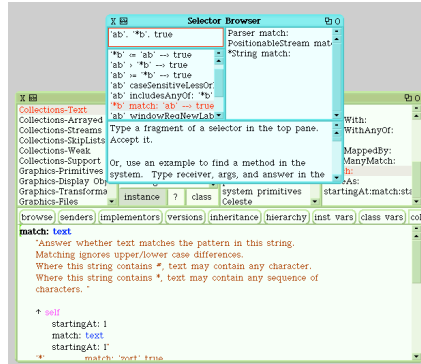 Selector Browser
'ab'. '*b'. true
'*b' <= 'ab' --> true
'ab' > '*b' --> true
'ab' >= '*b' --> true
'ab' caseSensitiveLessOr
'ab' includesAnyOf: '*b'
'*b' match: 'ab' --> true
'ab' windowReqNewLab
Parser match:
PositionableStream mat
*String match:
Type a fragment of a selector in the top pane.
Accept it.
Or, use an example to find a method in the
system. Type receiver, args, and answer in the
Collections-Text
Collections-Arrayed
Collections-Streams
Collections-SkipLists
Collections-Weak
Collections-Support
Graphics-Primitives
Graphics-Display Ob
Graphics-Transforma
Graphics-Files
instance
?
class
system primitives
Celeste
With:
WithAnyOf:
MappedBy:
ManyMatch:
h:
eAs:
startingAt:match:sta
browse
senders
implementors
versions
inheritance
hierarchy
inst vars
class vars
match: text
"Answer whether text matches the pattern in this string.
Matching ignores upper/lower case differences.
Where this string contains #, text may contain any character.
Where this string contains *, text may contain any sequence of
characters. "
↑ self
startingAt: 1
match: text
startingAt: 1"
'*' match: 'zort' true